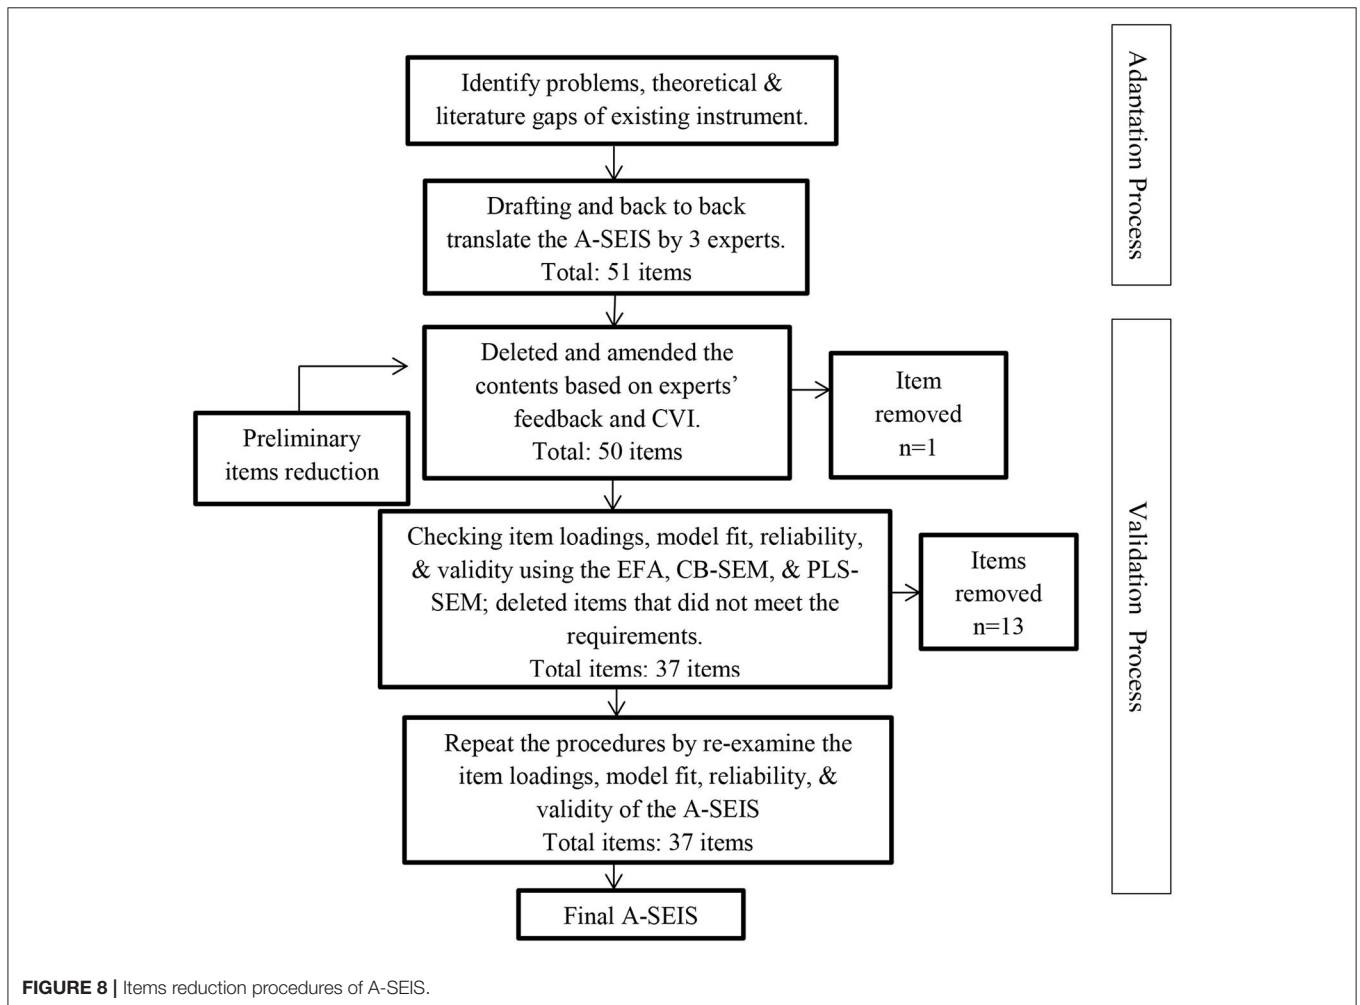 Identify problems, theoretical &
literature gaps of existing instrument.
Adantation Process
Drafting and back to back
translate the A-SEIS by 3 experts.
Total: 51 items
Deleted and amended the
contents based on experts’
feedback and CVI.
Total: 50 items
Item
removed
n=1
Preliminary
items reduction
Checking item loadings, model fit, reliability,
& validity using the EFA, CB-SEM, & PLS-
SEM; deleted items that did not meet the
requirements.
Total items: 37 items
Items
removed
n=13
Validation Process
Repeat the procedures by re-examine the
item loadings, model fit, reliability, &
validity of the A-SEIS
Total items: 37 items
Final A-SEIS
FIGURE 8 | Items reduction procedures of A-SEIS.